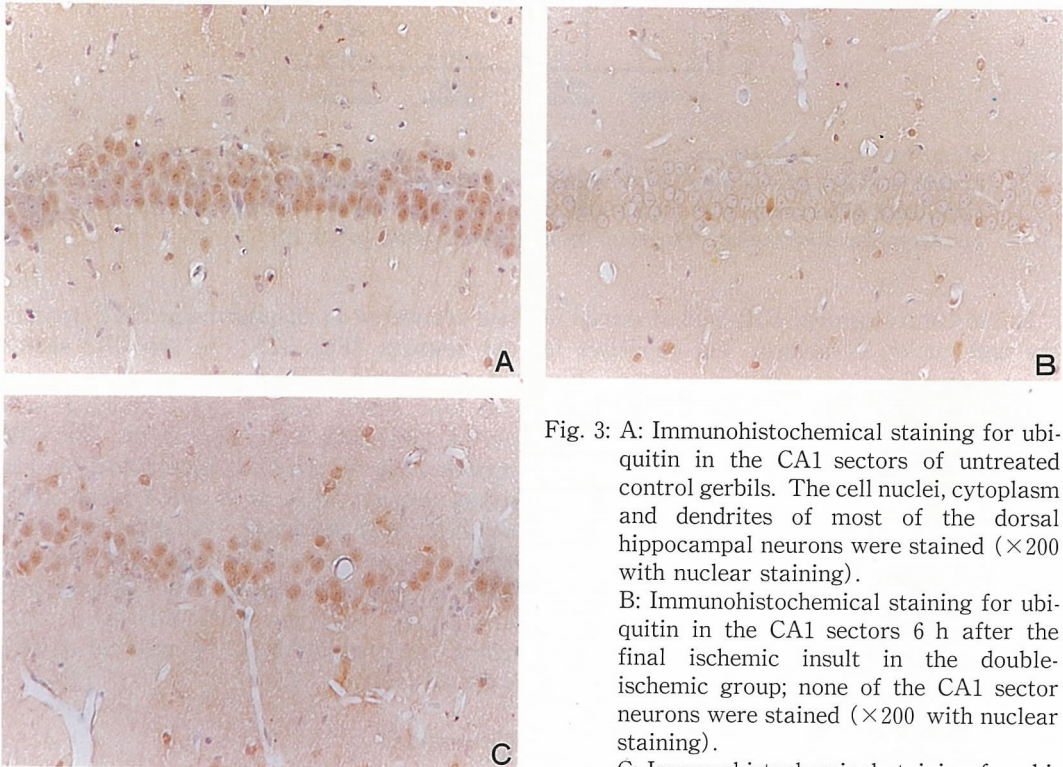 A
B
C
Fig. 3: A: Immunohistochemical staining for ubi-
quitin in the CA1 sectors of untreated
control gerbils. The cell nuclei, cytoplasm
and dendrites of most of the dorsal
hippocampal neurons were stained (×200
with nuclear staining).
B: Immunohistochemical staining for ubi-
quitin in the CA1 sectors 6 h after the
final ischemic insult in the double-
ischemic group; none of the CA1 sector
neurons were stained (×200 with nuclear
staining).